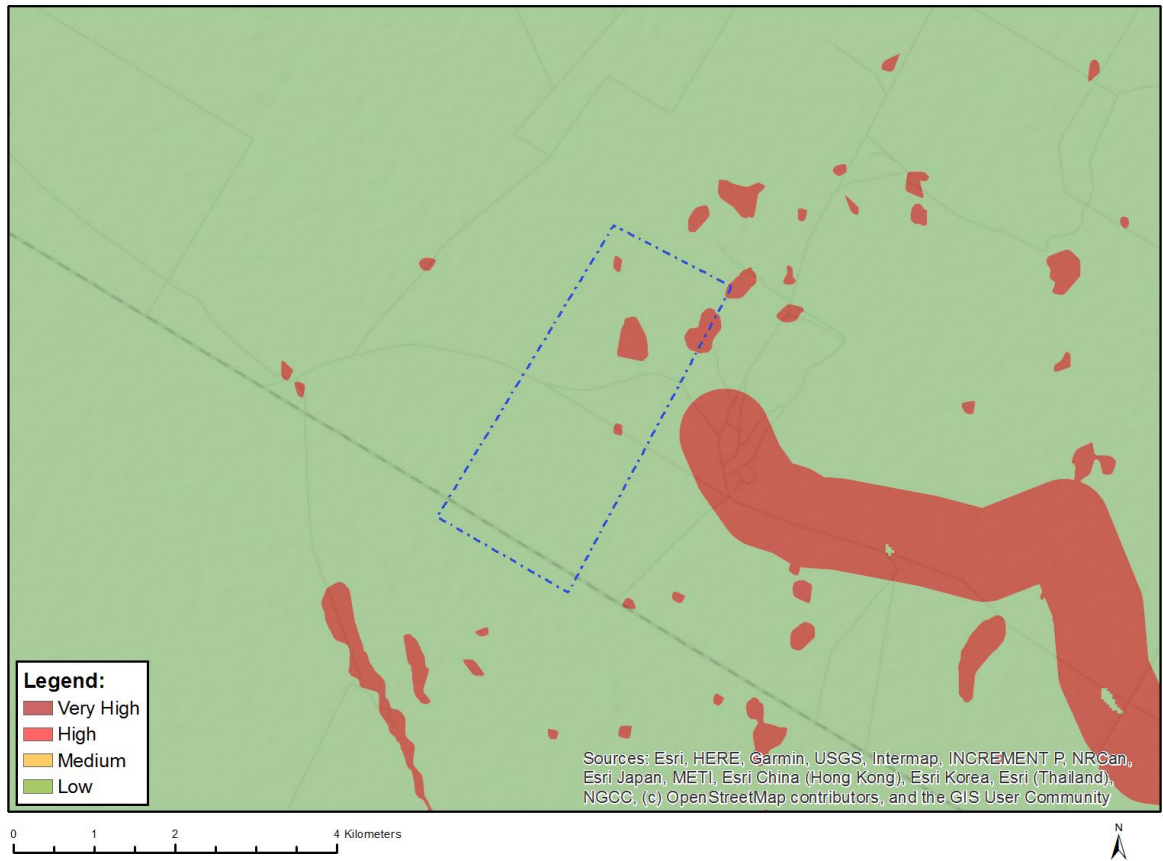 Legend:
Very High
High
Medium
Low
Sources: Esri, HERE, Garmin, USGS, Intermap, INCREMENT P, NRCan,
Esri Japan, METI, Esri China (Hong Kong), Esri Korea, Esri (Thailand),
NGCC, (c) OpenStreetMap contributors, and the GIS User Community
0 1 2 4 Kilometers
N